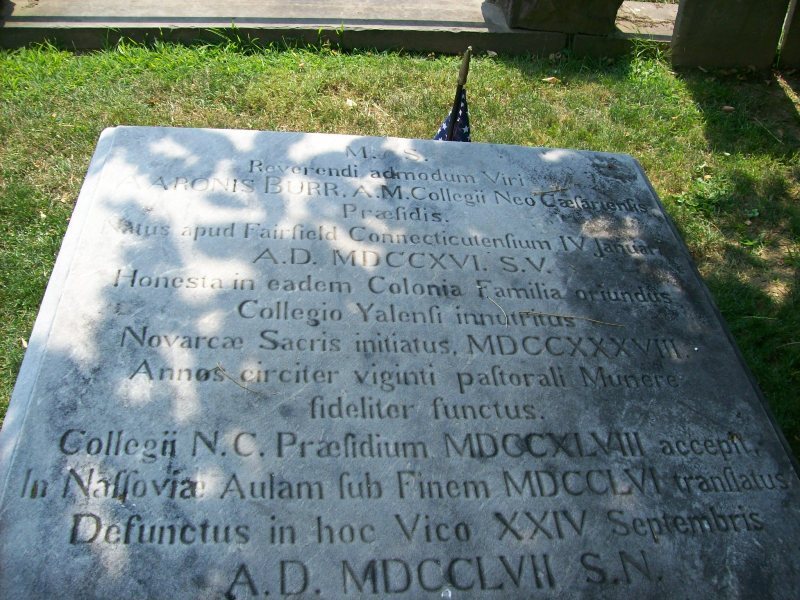 M. S.
Reverendi admodum Viri
AARONIS BURR, A.M. Collegii Neo Cæsariensis
Præsidis.
Natus apud Fairfield Connecticutensium IV Januarii
A.D. MDCCXVI. S.V.
Honesta in eadem Colonia Familia oriundus
Collegio Yalensi innutritus
Novarcæ Sacris initiatus, MDCCXXXVIII
Annos circiter viginti paſtorali Munere
fideliter functus.
Collegii N.C. Præſidium MDCCXLVIII accepit,
In Naſſoviæ Aulam ſub Finem MDCCLVI tranſlatus
Defunctus in hoc Vico XXIV Septembris
A.D. MDCCLVII S.N.